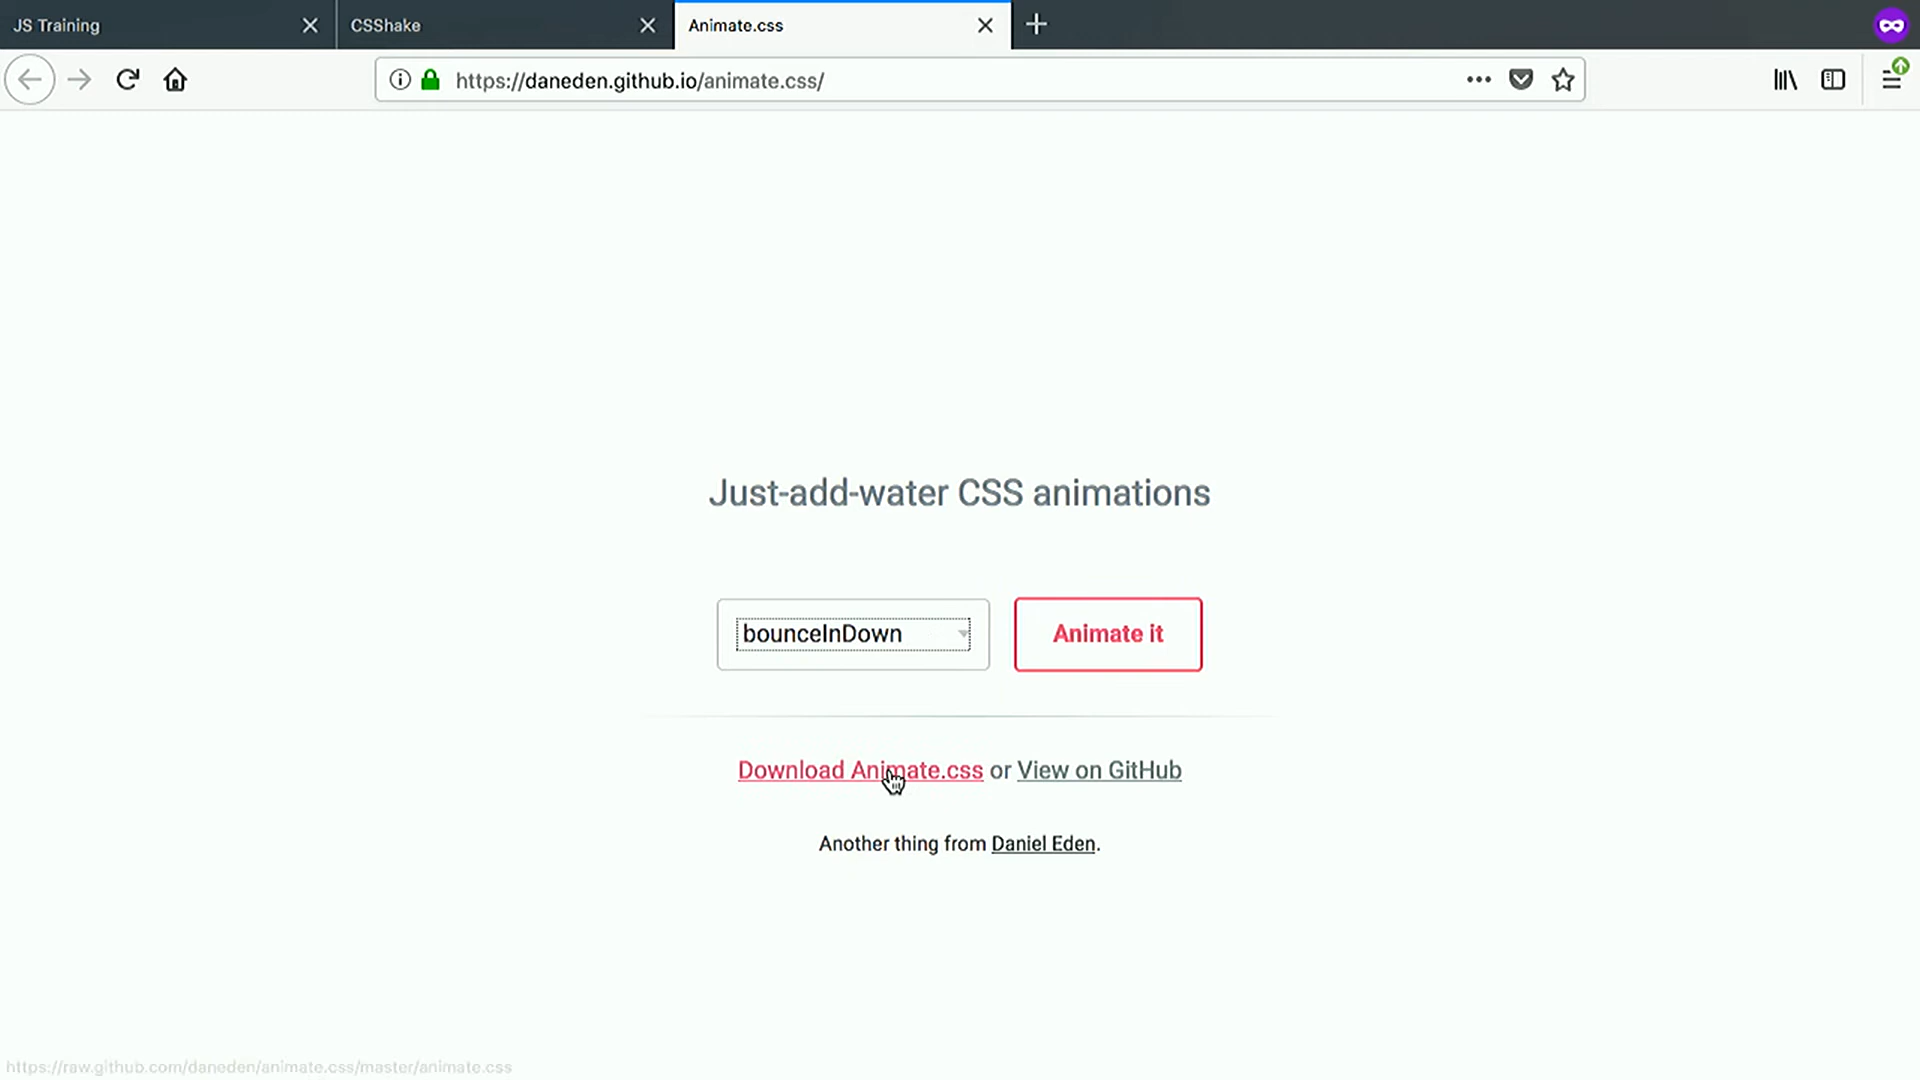 JS Training
CSShake
Animate.css
https://daneden.github.io/animate.css/
Just-add-water CSS animations
bounceInDown
Animate it
Download Animate.css or View on GitHub
Another thing from Daniel Eden.
https://raw.github.com/daneden/animate.css/master/animate.css